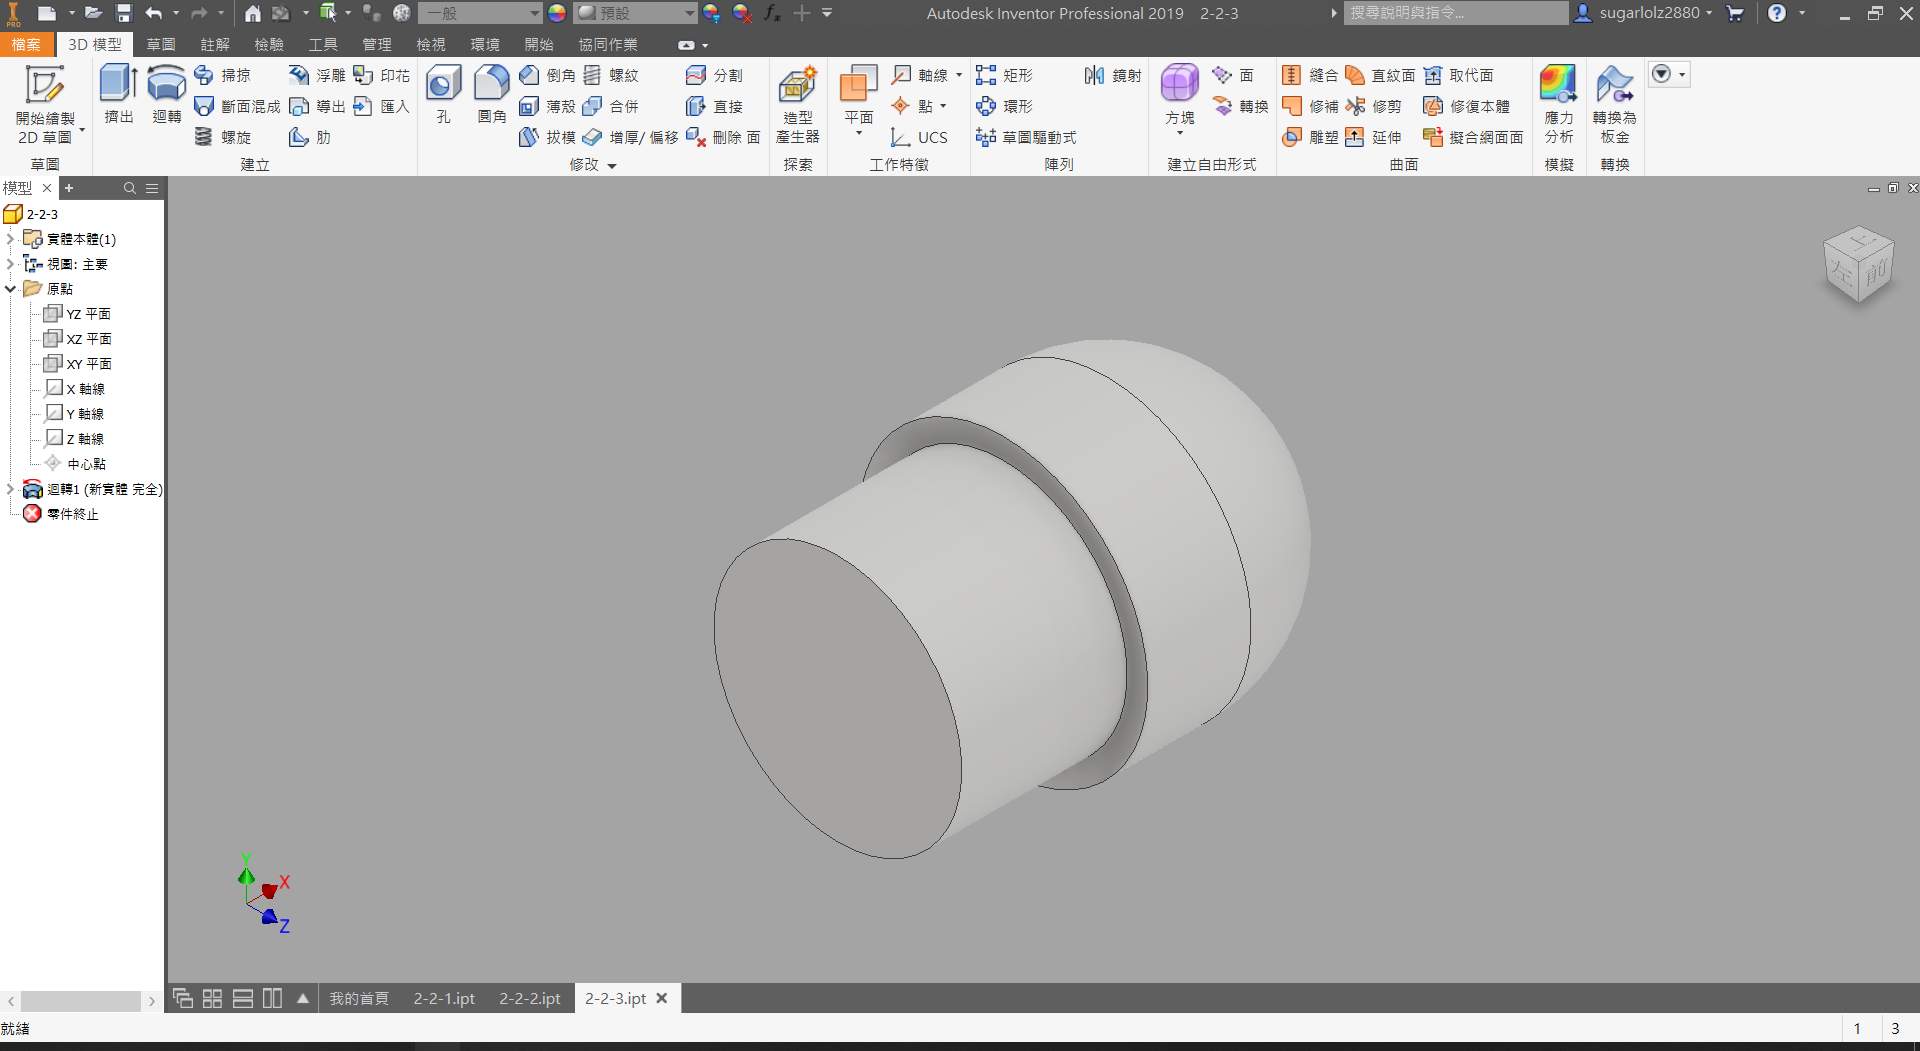 一般
預設
Autodesk Inventor Professional 2019 2-2-3
搜尋說明與指令...
sugarlolz2880
PRO
檔案 3D 模型 草圖 註解 檢驗 工具 管理 檢視 環境 開始 協同作業
開始繪製
2D 草圖
草圖
擠出
迴轉
掃掠
斷面混成
螺旋
浮雕
導出
肋
印花
匯入
建立
孔
圓角
倒角
薄殼
拔模
螺紋
合併
增厚/ 偏移
分割
直接
刪除 面
修改
造型
產生器
探索
平面
軸線
點
UCS
工作特徵
矩形
環形
草圖驅動式
鏡射
陣列
方塊
面
轉換
建立自由形式
縫合
修補
雕塑
直紋面
修剪
延伸
取代面
修復本體
擬合網面面
曲面
應力
分析
模擬
轉換為
板金
轉換
模型
2-2-3
實體本體(1)
視圖: 主要
原點
YZ 平面
XZ 平面
XY 平面
X 軸線
Y 軸線
Z 軸線
中心點
迴轉1 (新實體 完全)
零件終止
上
左
前
Y
X
Z
我的首頁 2-2-1.ipt 2-2-2.ipt 2-2-3.ipt
就緒
1 3